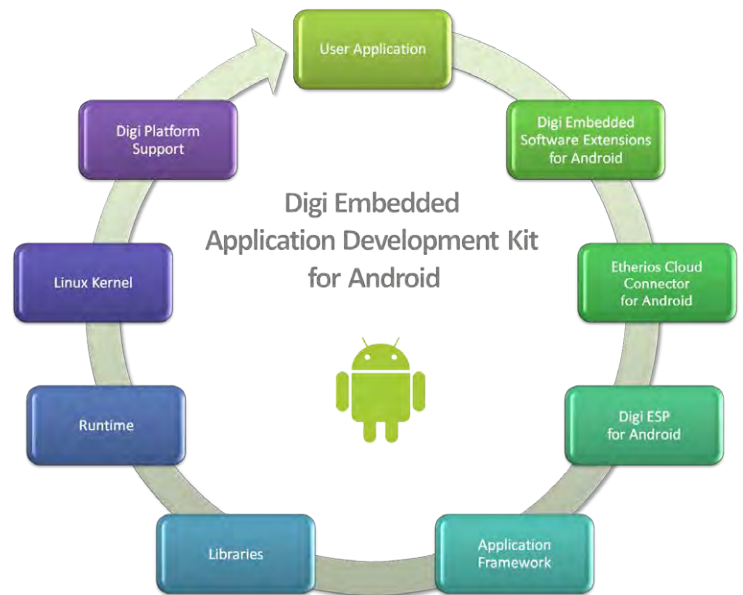 User Application
Digi Embedded
Software Extensions
for Android
Etherios Cloud
Connector
for Android
Digi ESP
for Android
Application
Framework
Libraries
Runtime
Linux Kernel
Digi Platform
Support
Digi Embedded
Application Development Kit
for Android